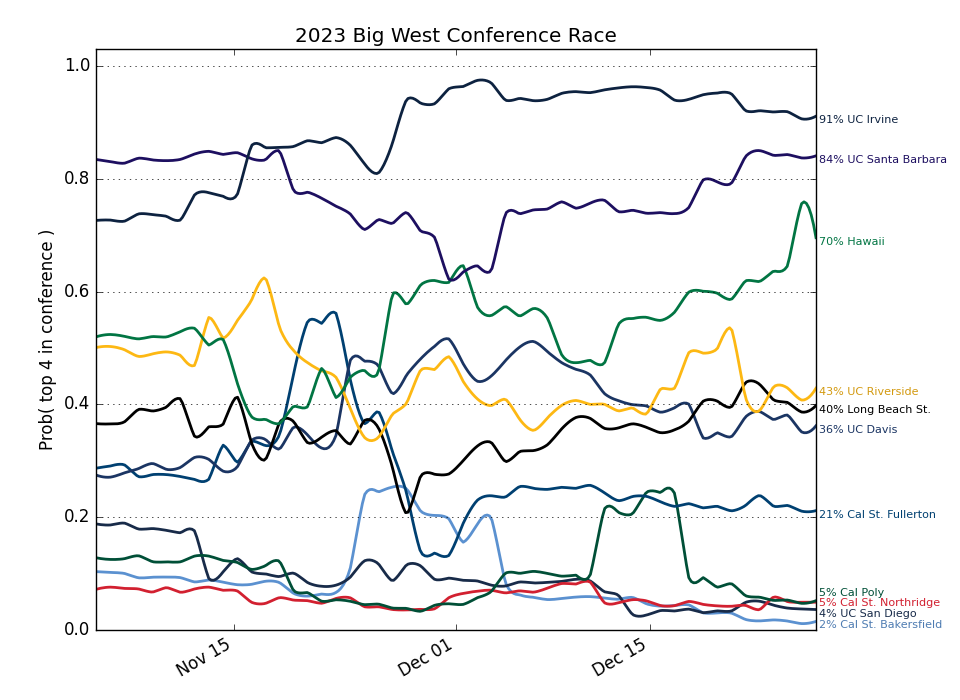 2023 Big West Conference Race
Prob( top 4 in conference )
1.0
0.8
0.6
0.4
0.2
0.0
Nov 15
Dec 01
Dec 15
91% UC Irvine
84% UC Santa Barbara
70% Hawaii
43% UC Riverside
40% Long Beach St.
36% UC Davis
21% Cal St. Fullerton
5% Cal Poly
5% Cal St. Northridge
4% UC San Diego
2% Cal St. Bakersfield